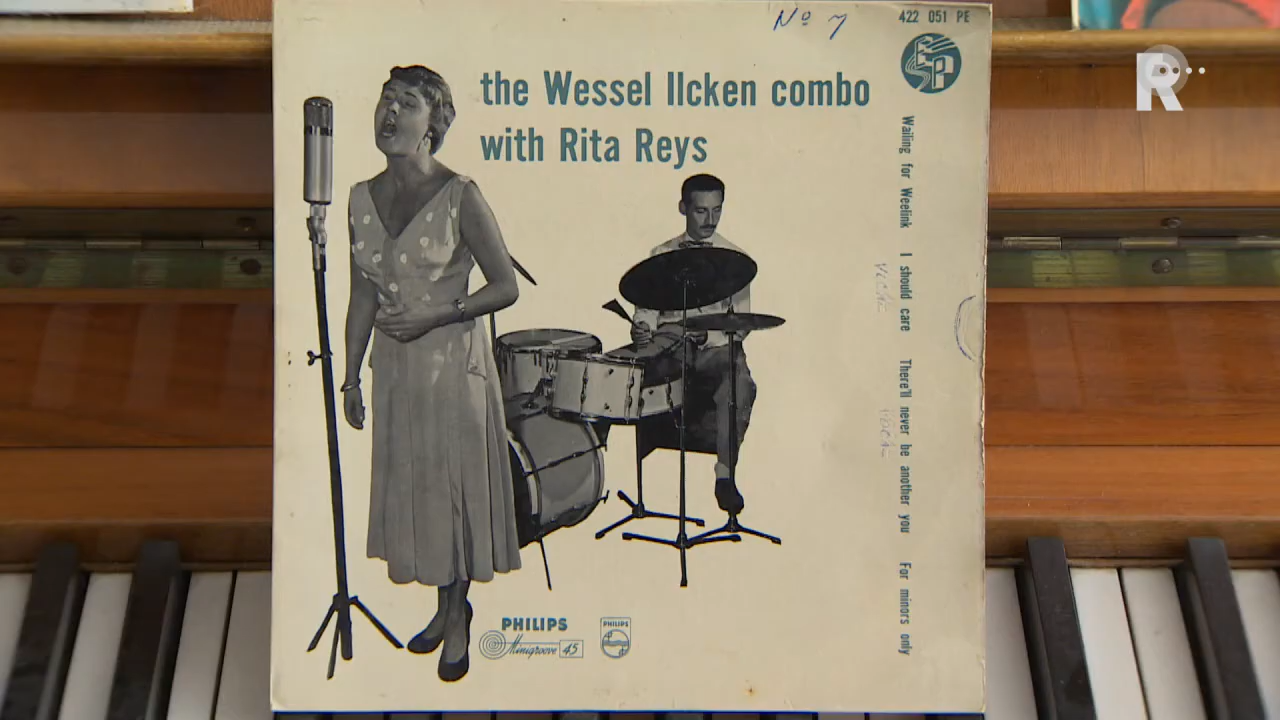 Nº 7
422 051 PE
EP
the Wessel Ilcken combo
with Rita Reys
Wailing for Weelink I should care There'll never be another you For minors only
PHILIPS
Minigroove 45
PHILIPS
R